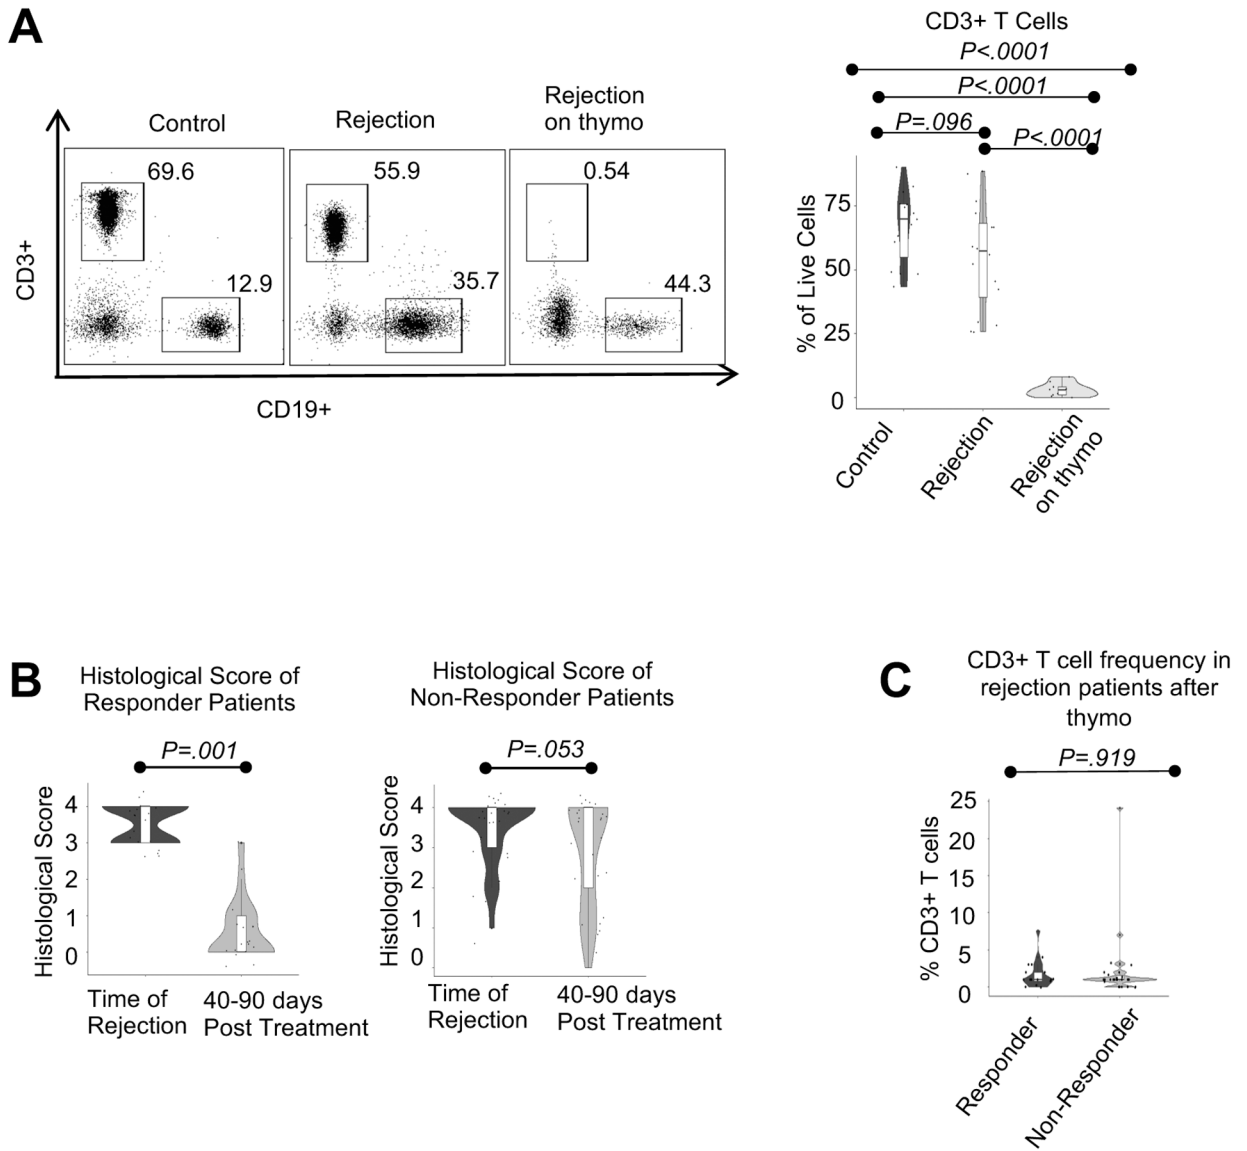 A
Control
Rejection
Rejection
on thymo
69.6
12.9
55.9
35.7
0.54
44.3
CD3+
CD19+
CD3+ T Cells
P<.0001
P<.0001
P=.096
P<.0001
% of Live Cells
75
50
25
0
Control
Rejection
Rejection
on thymo
B
Histological Score of
Responder Patients
P=.001
Histological Score
4
3
2
1
0
Time of
Rejection
40-90 days
Post Treatment
Histological Score of
Non-Responder Patients
P=.053
Histological Score
4
3
2
1
0
Time of
Rejection
40-90 days
Post Treatment
C
CD3+ T cell frequency in
rejection patients after
thymo
P=.919
% CD3+ T cells
25
20
15
10
5
0
Responder
Non-Responder